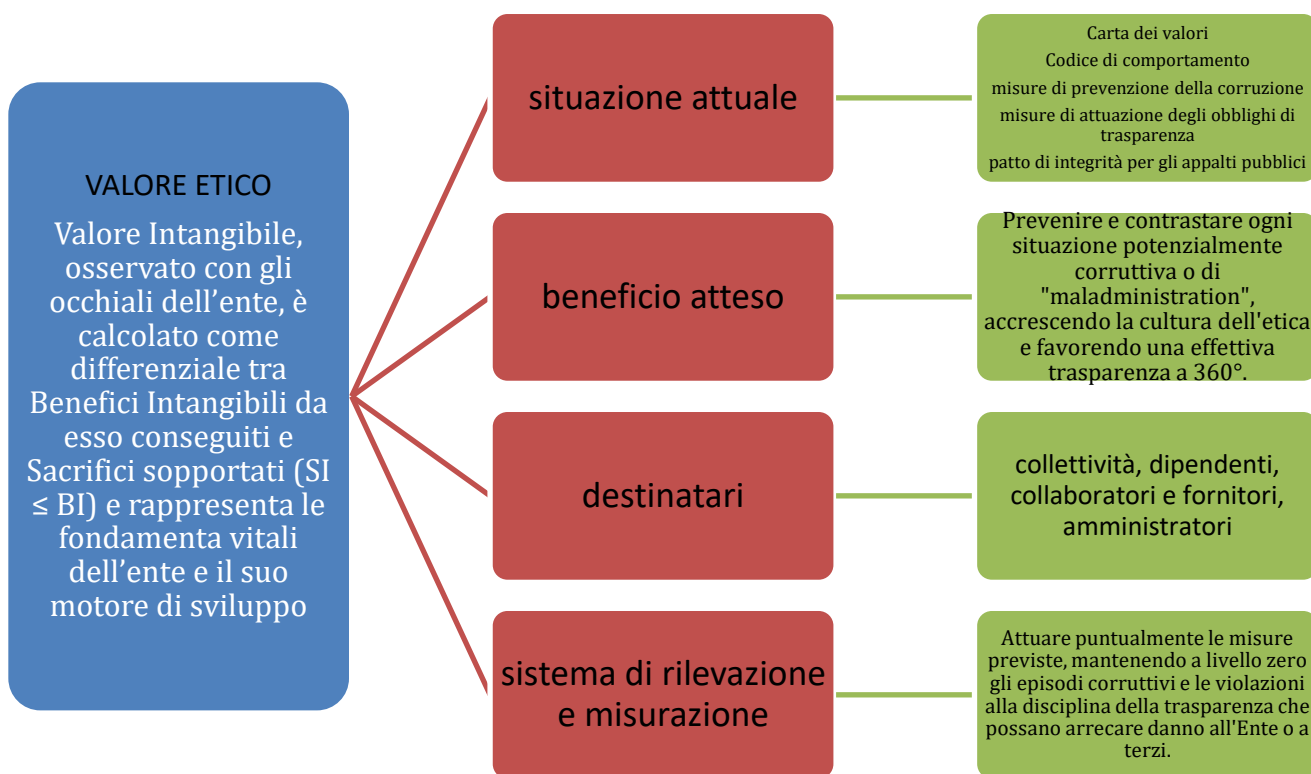 VALORE ETICO
Valore Intangibile,
osservato con gli
occhiali dell’ente, è
calcolato come
differenziale tra
Benefici Intangibili da
esso conseguiti e
Sacrifici sopportati (SI
≤ BI) e rappresenta le
fondamenta vitali
dell’ente e il suo
motore di sviluppo
situazione attuale
Carta dei valori
Codice di comportamento
misure di prevenzione della corruzione
misure di attuazione degli obblighi di
trasparenza
patto di integrità per gli appalti pubblici
beneficio atteso
Prevenire e contrastare ogni
situazione potenzialmente
corruttiva o di
"maladministration",
accrescendo la cultura dell'etica
e favorendo una effettiva
trasparenza a 360°.
destinatari
collettività, dipendenti,
collaboratori e fornitori,
amministratori
sistema di rilevazione
e misurazione
Attuare puntualmente le misure
previste, mantenendo a livello zero
gli episodi corruttivi e le violazioni
alla disciplina della trasparenza che
possano arrecare danno all'Ente o a
terzi.